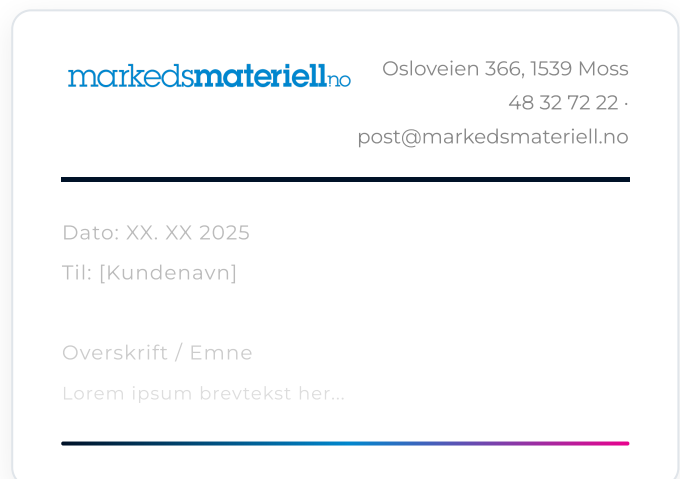 markedsmateriell.no
Osloveien 366, 1539 Moss
48 32 72 22 ·
post@markedsmateriell.no
Dato: XX. XX 2025
Til: [Kundenavn]
Overskrift / Emne
Lorem ipsum brevtekst her...